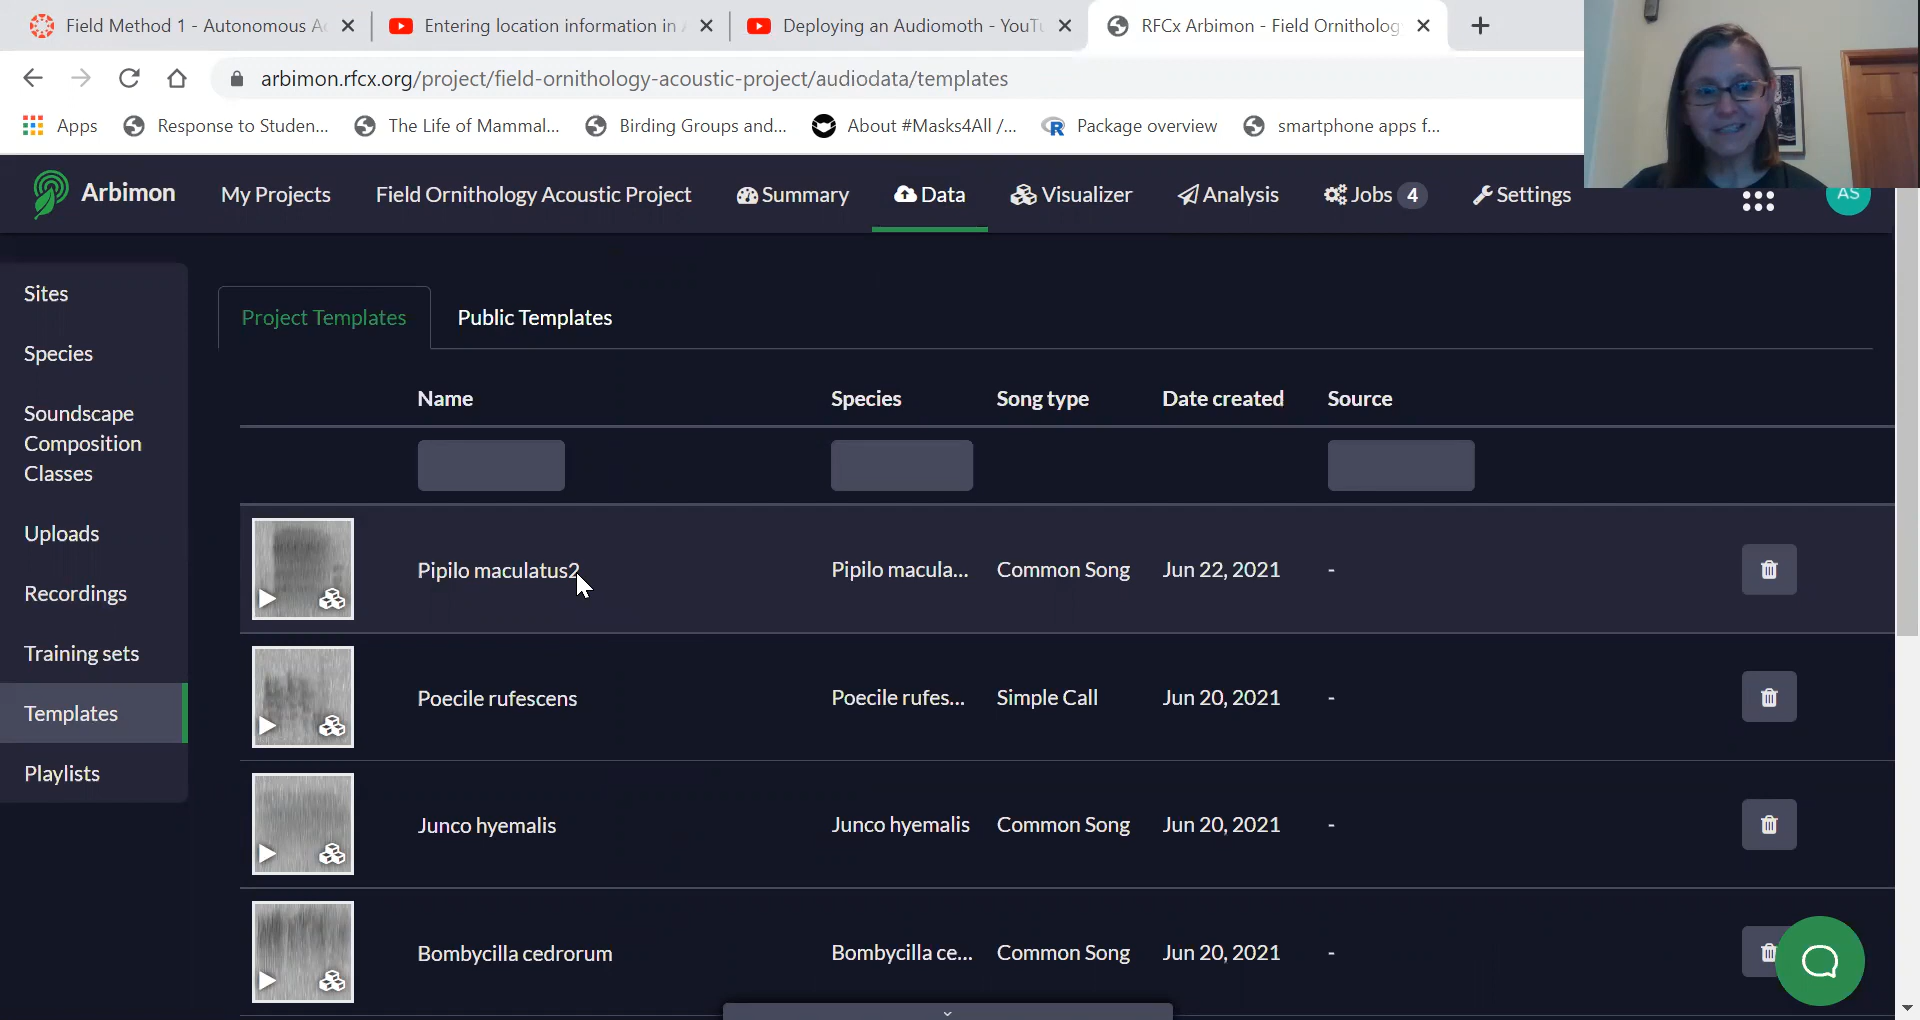 Field Method 1 - Autonomous A
Entering location information in
Deploying an Audiomoth - YouTu
RFCx Arbimon - Field Ornitholog
arbimon.rfcx.org/project/field-ornithology-acoustic-project/audiodata/templates
Apps
Response to Studen...
The Life of Mammal...
Birding Groups and...
About #Masks4All /...
Package overview
smartphone apps f...
Arbimon
My Projects
Field Ornithology Acoustic Project
Summary
Data
Visualizer
Analysis
Jobs 4
Settings
AS
Sites
Species
Soundscape
Composition
Classes
Uploads
Recordings
Training sets
Templates
Playlists
Project Templates
Public Templates
Name Species Song type Date created Source
Pipilo maculatus2 Pipilo macula... Common Song Jun 22, 2021 -
Poecile rufescens Poecile rufes... Simple Call Jun 20, 2021 -
Junco hyemalis Junco hyemalis Common Song Jun 20, 2021 -
Bombycilla cedrorum Bombycilla ce... Common Song Jun 20, 2021 -